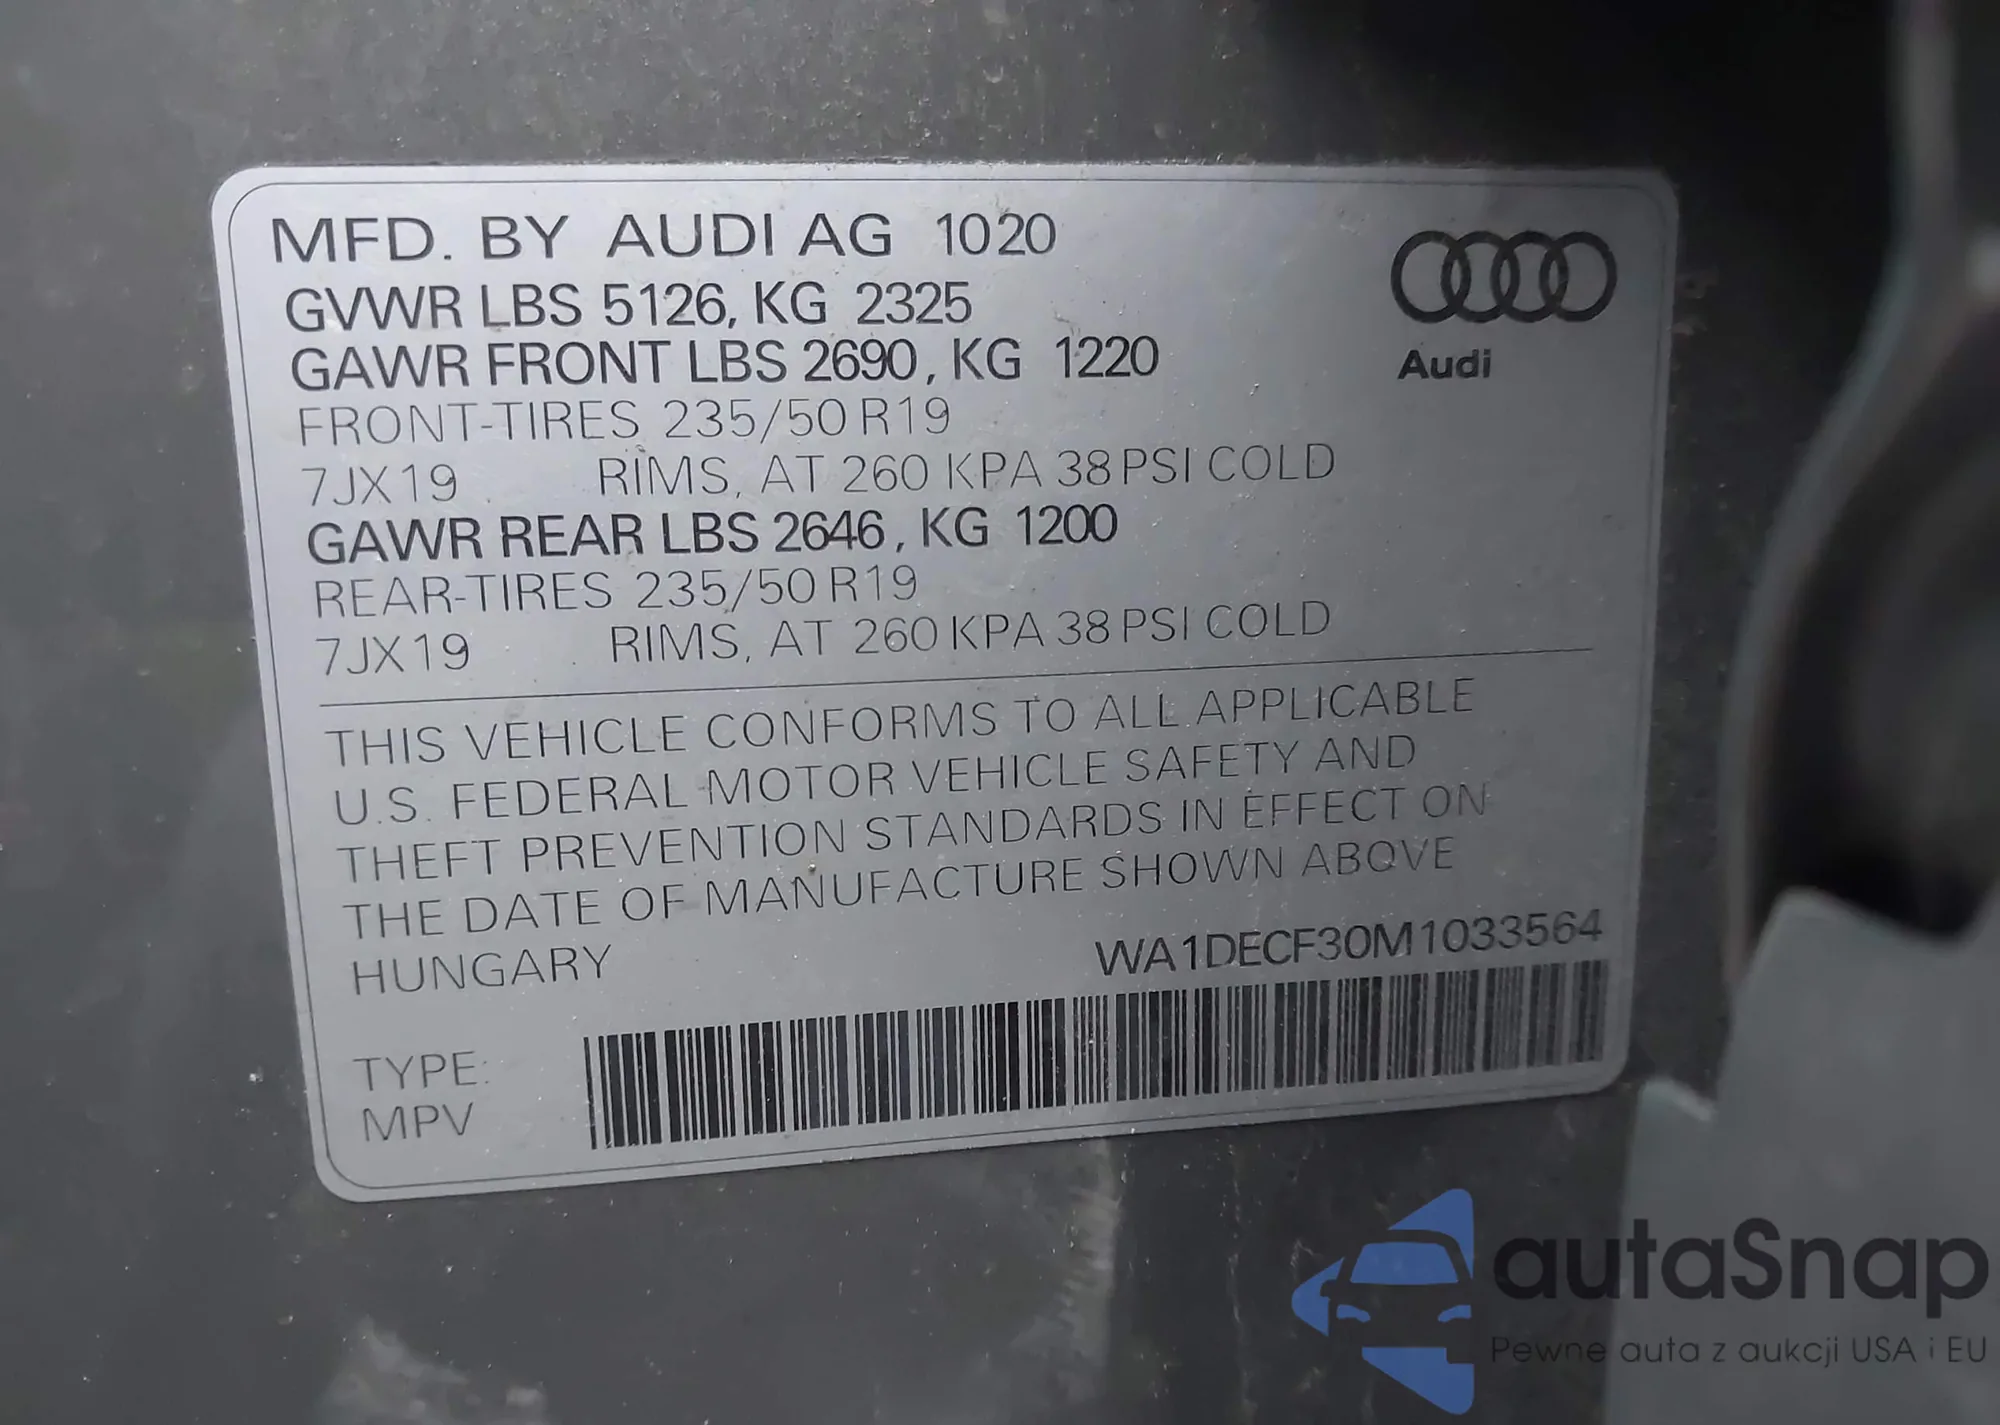 MFD. BY AUDI AG 1020
GVWR LBS 5126, KG 2325
GAWR FRONT LBS 2690, KG 1220
FRONT-TIRES 235/50 R19
7JX19 RIMS, AT 260 KPA 38 PSI COLD
GAWR REAR LBS 2646, KG 1200
REAR-TIRES 235/50 R19
7JX19 RIMS, AT 260 KPA 38 PSI COLD
Audi
THIS VEHICLE CONFORMS TO ALL APPLICABLE
U.S. FEDERAL MOTOR VEHICLE SAFETY AND
THEFT PREVENTION STANDARDS IN EFFECT ON
THE DATE OF MANUFACTURE SHOWN ABOVE
HUNGARY WA1DECF30M1033564
TYPE:
MPV
autaSnap
Pewne auta z aukcji USA i EU